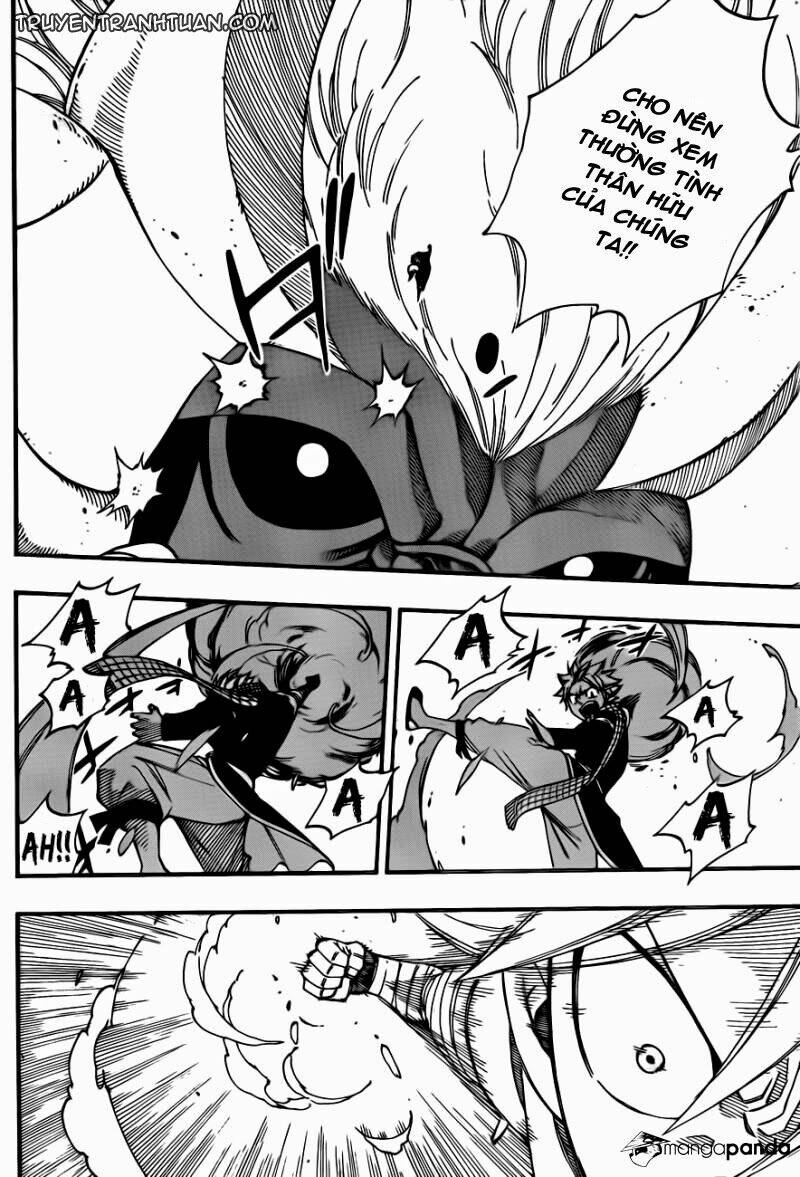 TRUYENTRANHTUAN.COM
CHO NÊN
ĐỪNG XEM
THƯỜNG TÌNH
THÂN HỮU
CỦA CHÚNG
TA!!
A
A
A
AH!!
A
A
A
mangapanda